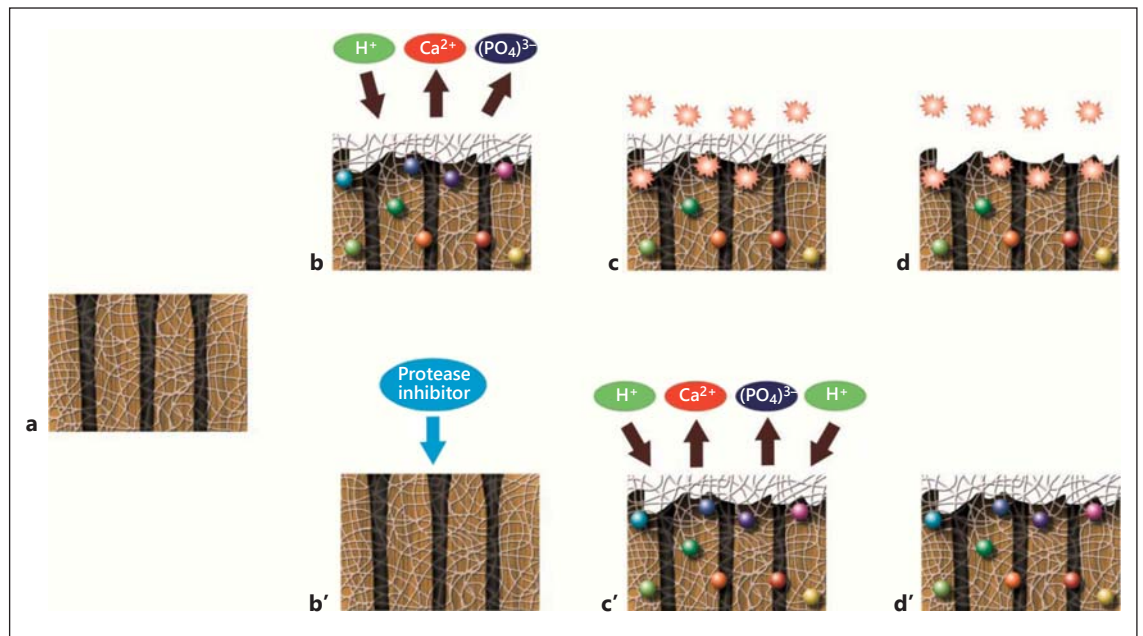 H⁺ Ca²⁺ (PO₄)³⁻
b c d
a
Protease
inhibitor
H⁺ Ca²⁺ (PO₄)³⁻ H⁺
b′ c′ d′